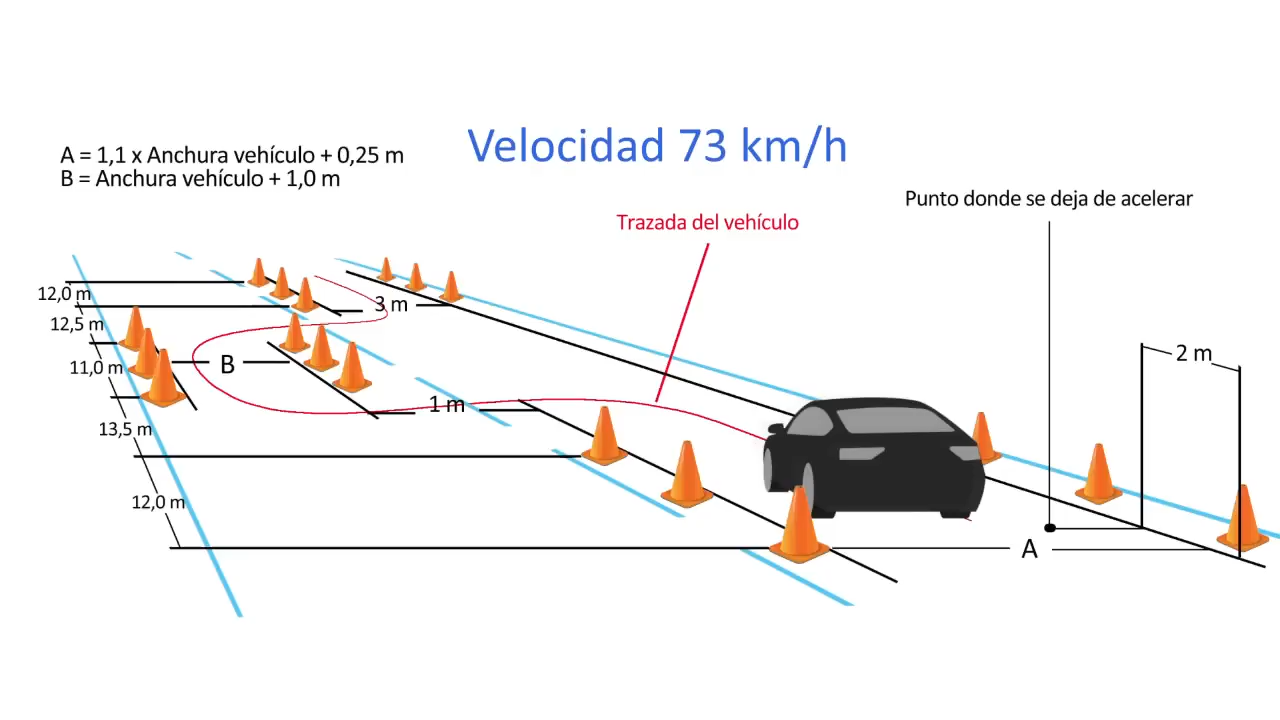 Velocidad 73 km/h
A = 1,1 x Anchura vehículo + 0,25 m
B = Anchura vehículo + 1,0 m
Punto donde se deja de acelerar
Trazada del vehículo
12,0 m
3 m
12,5 m
2 m
11,0 m
B
1 m
13,5 m
12,0 m
A